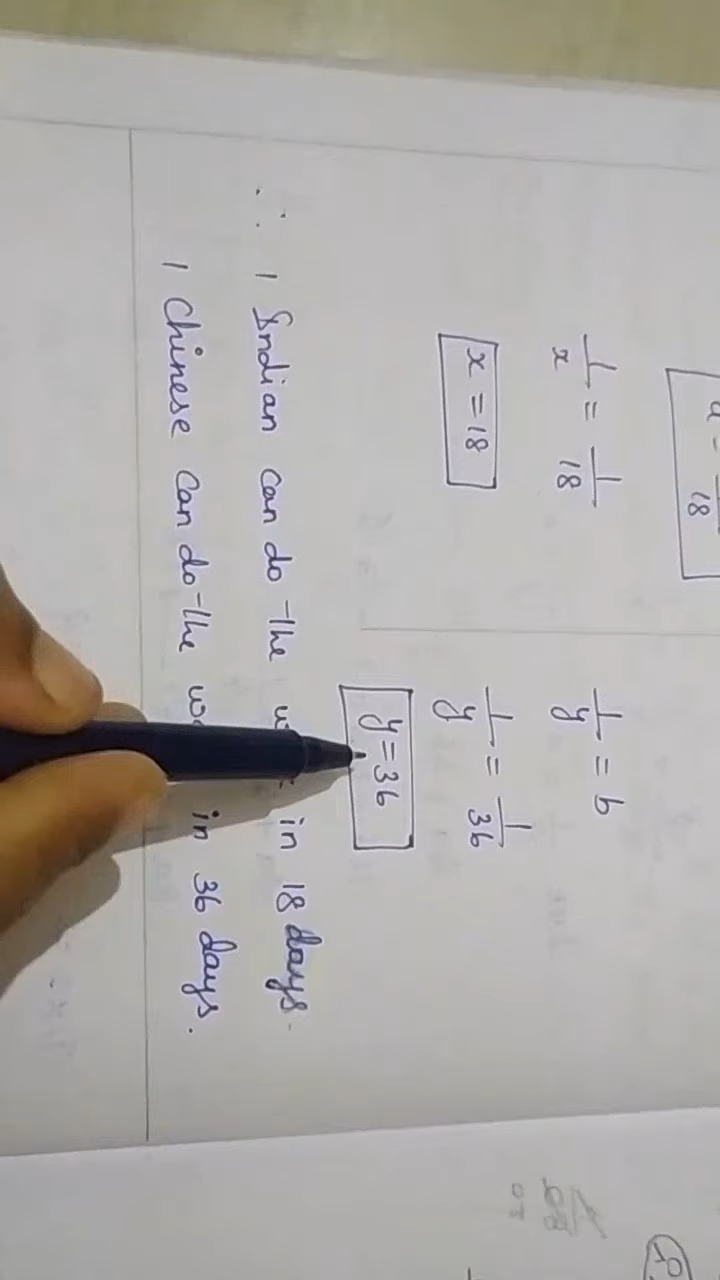 1/x = 1/18
x = 18
1/y = b
1/y = 1/36
y = 36
∴ 1 Indian can do the in 18 days.
1 Chinese can do the in 36 days.